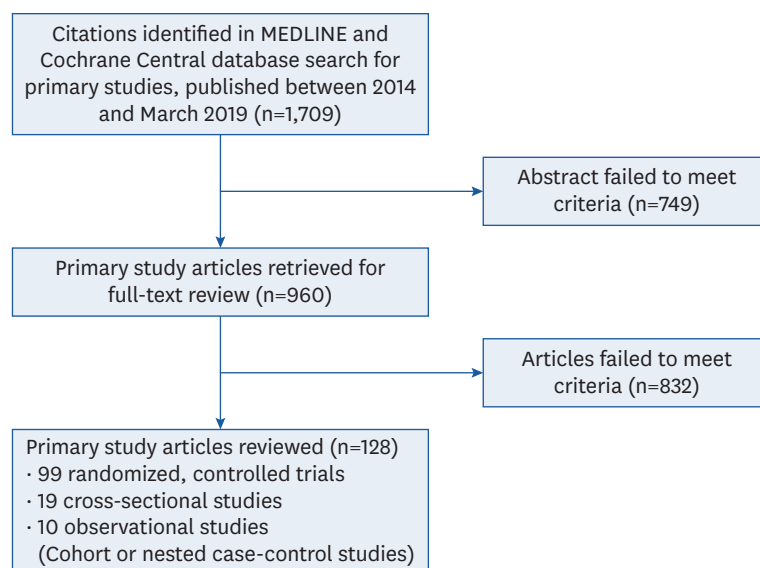 Citations identified in MEDLINE and
Cochrane Central database search for
primary studies, published between 2014
and March 2019 (n=1,709)
Abstract failed to meet
criteria (n=749)
Primary study articles retrieved for
full-text review (n=960)
Articles failed to meet
criteria (n=832)
Primary study articles reviewed (n=128)
· 99 randomized, controlled trials
· 19 cross-sectional studies
· 10 observational studies
(Cohort or nested case-control studies)